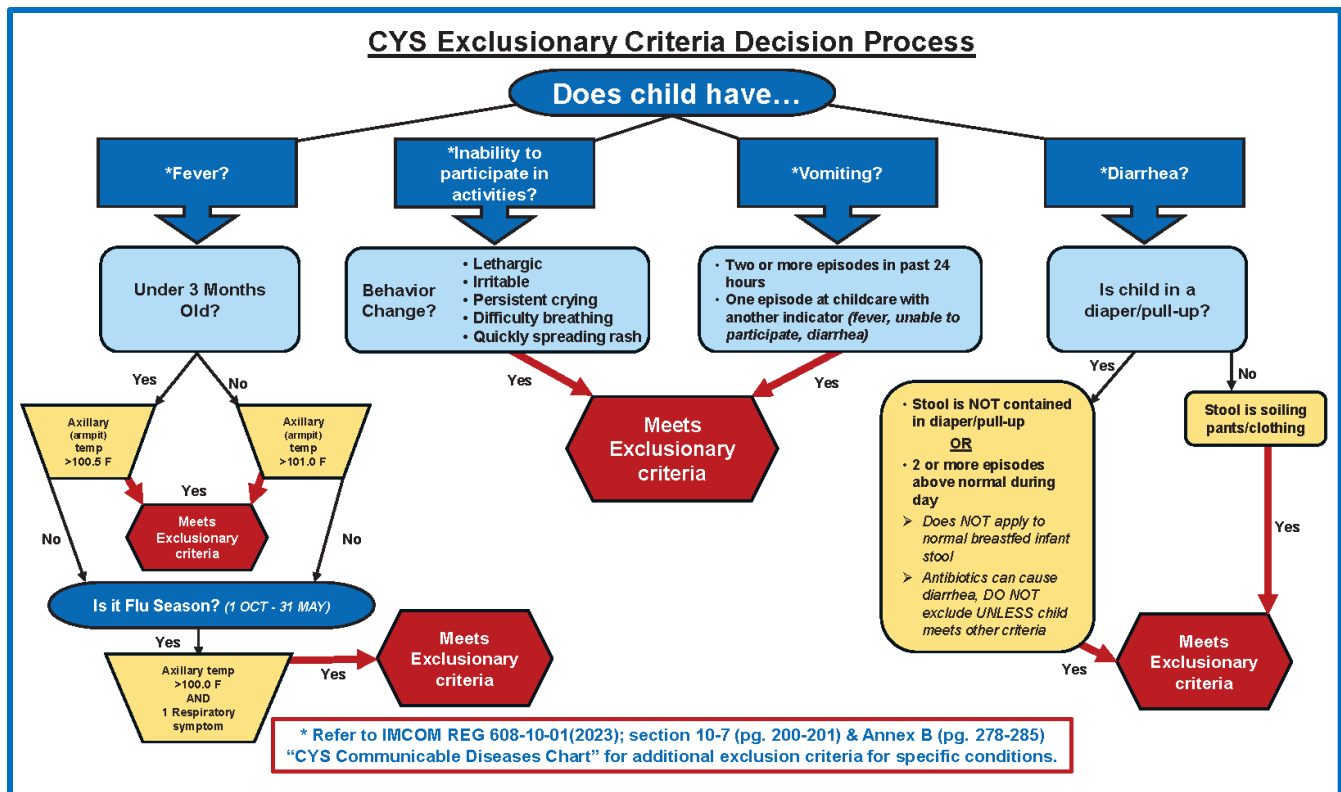 CYS Exclusionary Criteria Decision Process
Does child have...
*Fever?
*Inability to
participate in
activities?
*Vomiting?
*Diarrhea?
Under 3 Months
Old?
Behavior
Change?
• Lethargic
• Irritable
• Persistent crying
• Difficulty breathing
• Quickly spreading rash
• Two or more episodes in past 24
hours
• One episode at childcare with
another indicator (fever, unable to
participate, diarrhea)
Is child in a
diaper/pull-up?
Yes
No
Yes
Yes
Yes
No
Axillary
(armpit)
temp
>100.5 F
Axillary
(armpit)
temp
>101.0 F
Yes
Meets
Exclusionary
criteria
No
No
Meets
Exclusionary
criteria
• Stool is NOT contained
in diaper/pull-up
OR
• 2 or more episodes
above normal during
day
➢ Does NOT apply to
normal breastfed infant
stool
➢ Antibiotics can cause
diarrhea, DO NOT
exclude UNLESS child
meets other criteria
Stool is soiling
pants/clothing
Yes
Yes
Meets
Exclusionary
criteria
Is it Flu Season? (1 OCT - 31 MAY)
Yes
Axillary temp
>100.0 F
AND
1 Respiratory
symptom
Yes
Meets
Exclusionary
criteria
* Refer to IMCOM REG 608-10-01(2023); section 10-7 (pg. 200-201) & Annex B (pg. 278-285)
“CYS Communicable Diseases Chart” for additional exclusion criteria for specific conditions.